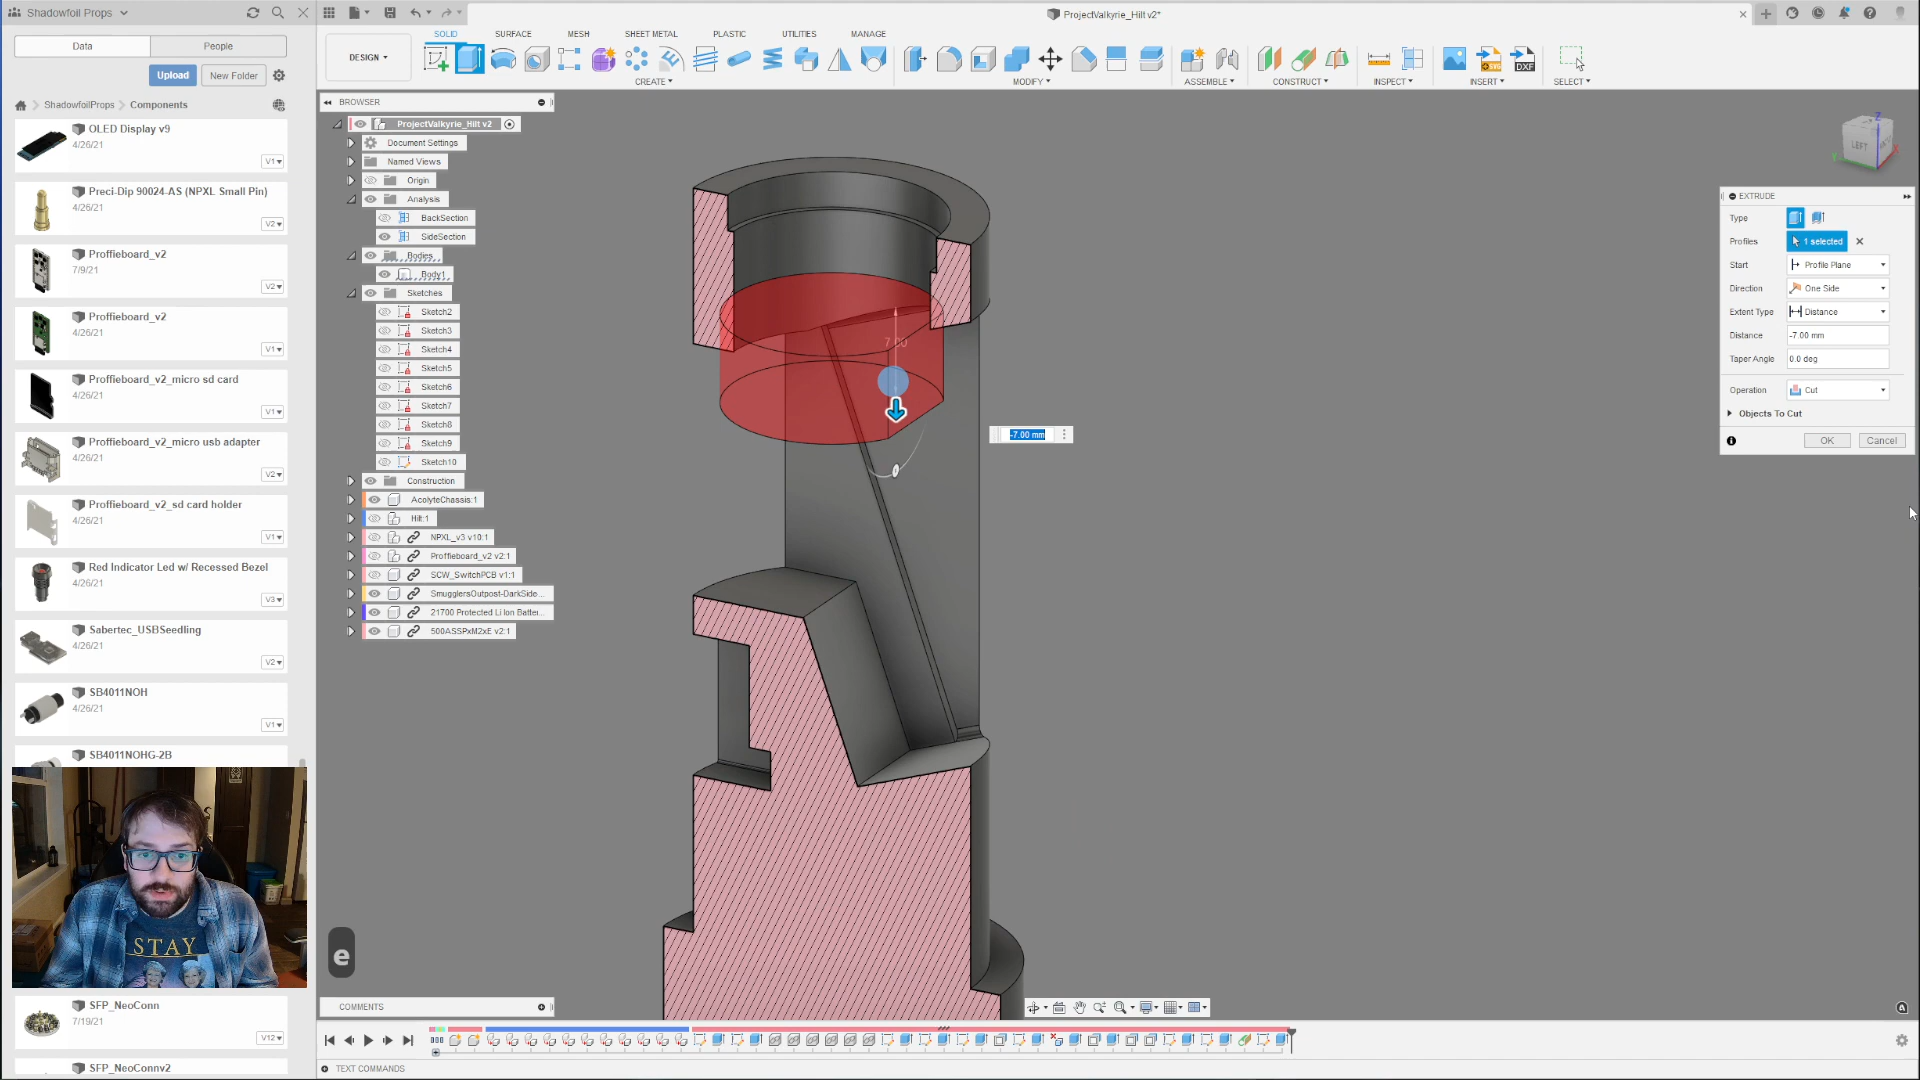 Shadowfoil Props
Data
People
Upload
New Folder
ShadowfoilProps
Components
OLED Display v9
4/26/21
V1
Preci-Dip 90024-AS (NPXL Small Pin)
4/26/21
V2
Proffieboard_v2
7/9/21
V2
Proffieboard_v2
4/26/21
V1
Proffieboard_v2_micro sd card
4/26/21
V1
Proffieboard_v2_micro usb adapter
4/26/21
V2
Proffieboard_v2_sd card holder
4/26/21
V1
Red Indicator Led w/ Recessed Bezel
4/26/21
V3
Sabertec_USBSeedling
4/26/21
V2
SB4011NOH
4/26/21
V1
SB4011NOHG-2B
STAY
GOLDEN
SFP_NeoConn
7/19/21
V12
SFP_NeoConnv2
ProjectValkyrie_Hilt v2*
DESIGN
SOLID
SURFACE
MESH
SHEET METAL
PLASTIC
UTILITIES
MANAGE
CREATE
MODIFY
ASSEMBLE
CONSTRUCT
INSPECT
INSERT
SELECT
SVG
DXF
BROWSER
ProjectValkyrie_Hilt v2
Document Settings
Named Views
Origin
Analysis
BackSection
SideSection
Bodies
Body1
Sketches
Sketch2
Sketch3
Sketch4
Sketch5
Sketch6
Sketch7
Sketch8
Sketch9
Sketch10
Construction
AcolyteChassis:1
Hilt:1
NPXL_v3 v10:1
Proffieboard_v2 v2:1
SCW_SwitchPCB v1:1
SmugglersOutpost-DarkSide...
21700 Protected Li Ion Batter...
500ASSPxM2xE v2:1
7.00
-7.00 mm
Z
LEFT
EXTRUDE
Type
Profiles
1 selected
Start
Profile Plane
Direction
One Side
Extent Type
Distance
Distance
-7.00 mm
Taper Angle
0.0 deg
Operation
Cut
Objects To Cut
OK
Cancel
e
COMMENTS
TEXT COMMANDS